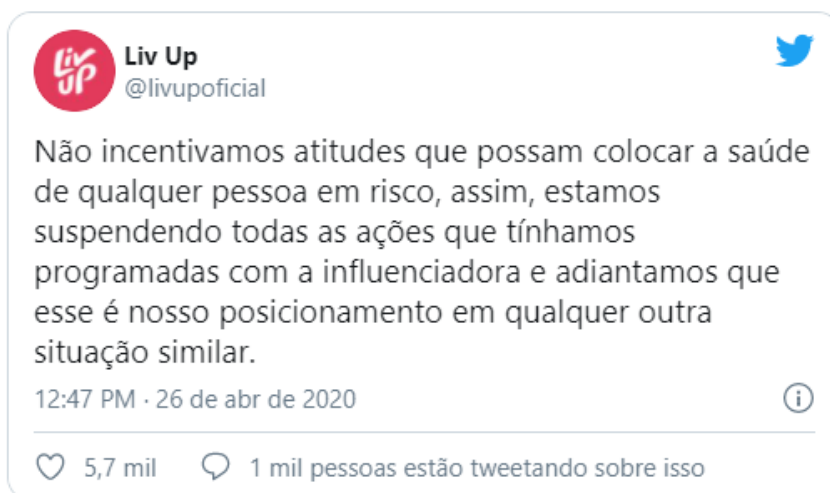 Liv Up
Liv Up
@livupoficial
Não incentivamos atitudes que possam colocar a saúde
de qualquer pessoa em risco, assim, estamos
suspendendo todas as ações que tínhamos
programadas com a influenciadora e adiantamos que
esse é nosso posicionamento em qualquer outra
situação similar.
12:47 PM · 26 de abr de 2020
5,7 mil 1 mil pessoas estão tweetando sobre isso